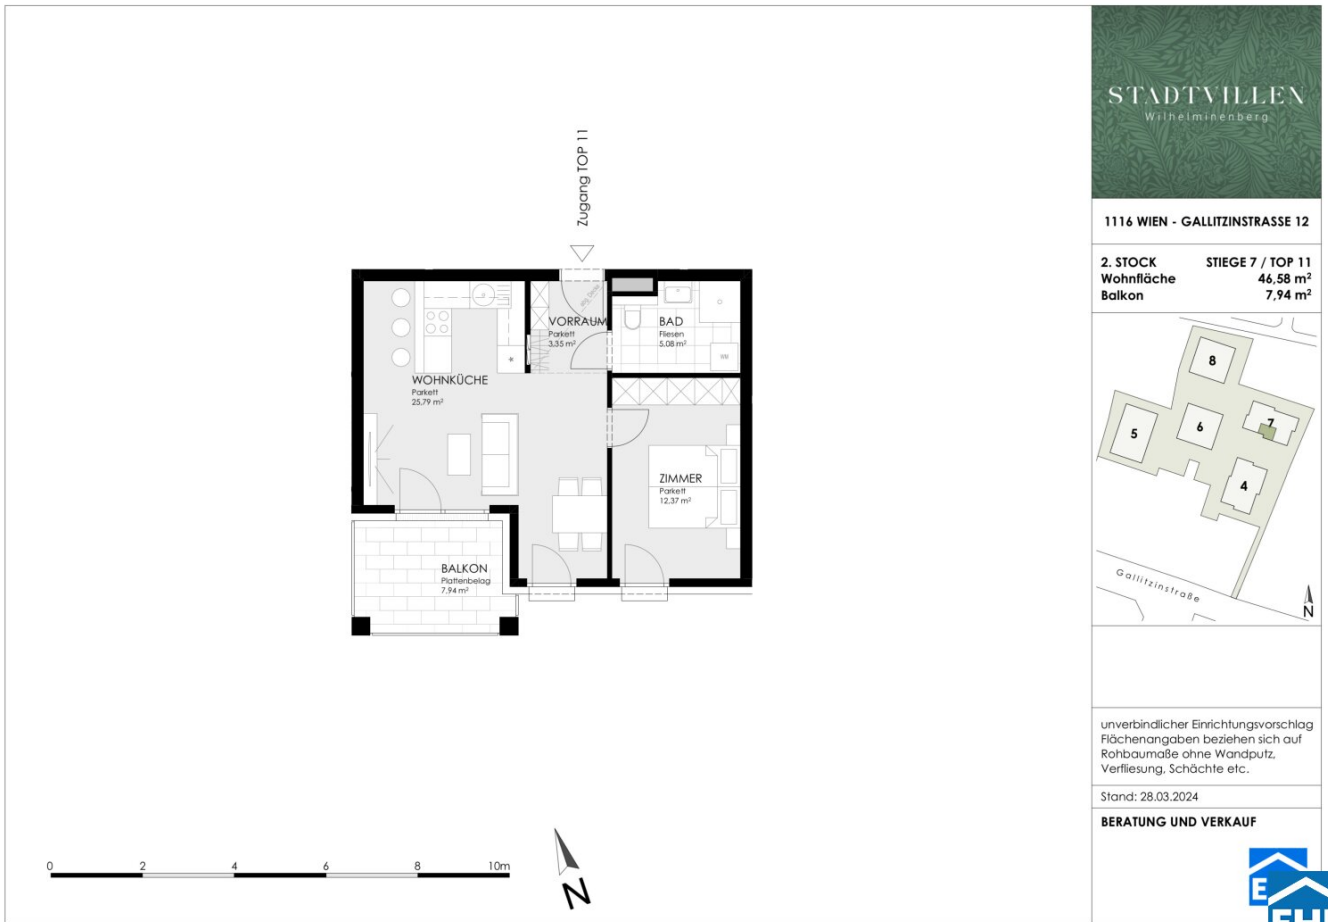 Zugang TOP 11
abg. Decke
VORRAUM
Parkett
3,35 m²
BAD
Fliesen
5,08 m²
WM
WOHNKÜCHE
Parkett
25,79 m²
ZIMMER
Parkett
12,37 m²
BALKON
Plattenbelag
7,94 m²
0 2 4 6 8 10m
N
STADTVILLEN
Wilhelminenberg
1116 WIEN - GALLITZINSTRASSE 12
2. STOCK STIEGE 7 / TOP 11
Wohnfläche 46,58 m²
Balkon 7,94 m²
8
7
6
5
4
Gallitzinstraße
N
unverbindlicher Einrichtungsvorschlag
Flächenangaben beziehen sich auf
Rohbaumaße ohne Wandputz,
Verfliesung, Schächte etc.
Stand: 28.03.2024
BERATUNG UND VERKAUF